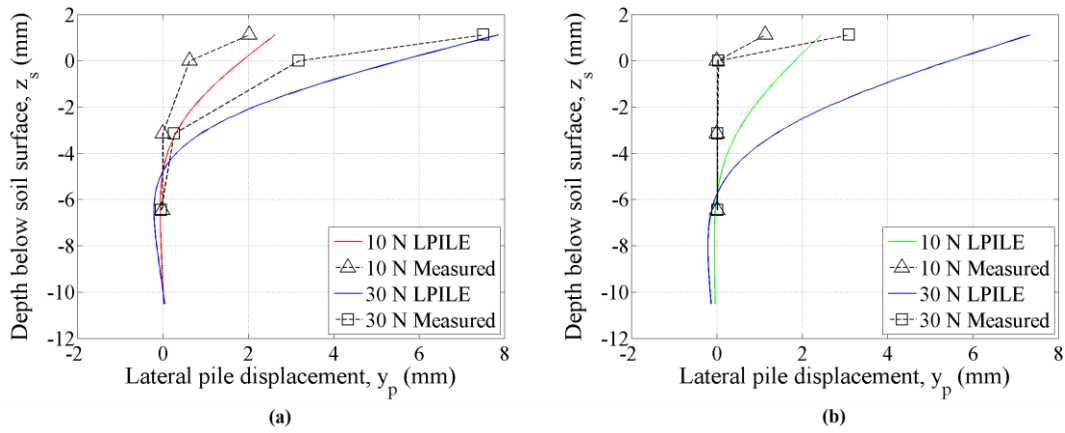 2
0
-2
-4
-6
-8
-10
-12
-2 0 2 4 6 8
Depth below soil surface, z_s (mm)
Lateral pile displacement, y_p (mm)
10 N LPILE
10 N Measured
30 N LPILE
30 N Measured
(a)
2
0
-2
-4
-6
-8
-10
-12
-2 0 2 4 6 8
Depth below soil surface, z_s (mm)
Lateral pile displacement, y_p (mm)
10 N LPILE
10 N Measured
30 N LPILE
30 N Measured
(b)